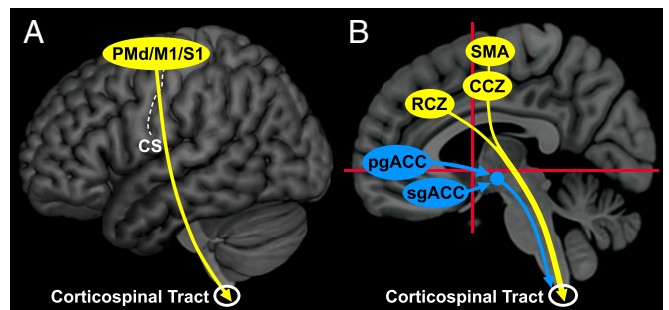 A
PMd/M1/S1
CS
Corticospinal Tract
B
SMA
CCZ
RCZ
pgACC
sgACC
Corticospinal Tract